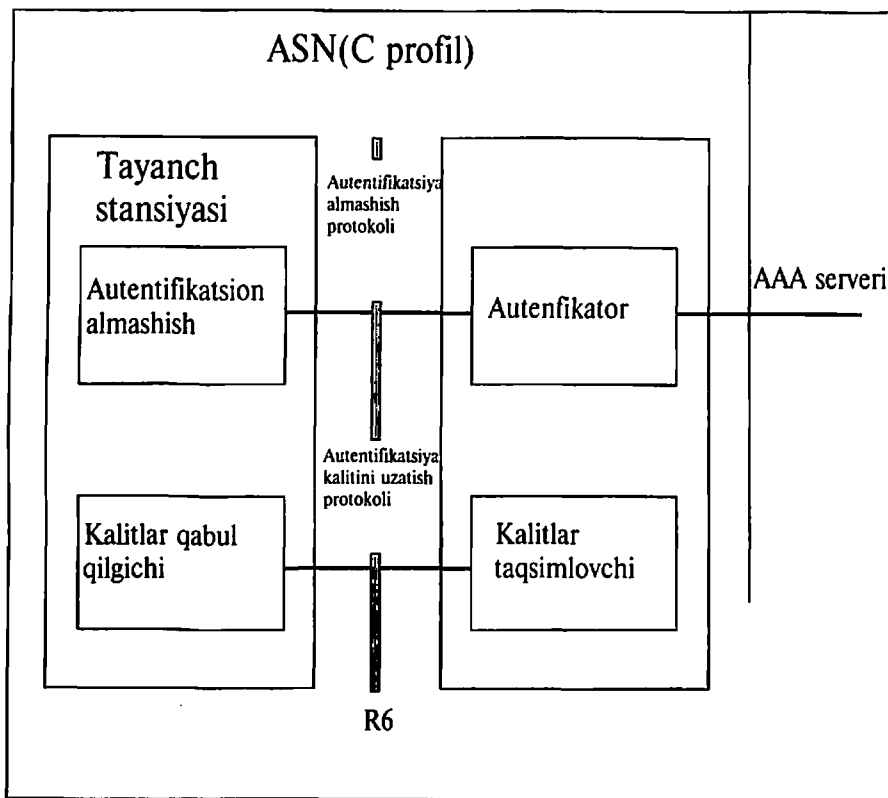 ASN(C profil)
Tayanch
stansiyasi
Autentifikatsiya
almashish
protokoli
Autentifikatsion
almashish
Autenfikator
AAA serveri
Autentifikatsiya
kalitini uzatish
protokoli
Kalitlar qabul
qilgichi
Kalitlar
taqsimlovchi
R6